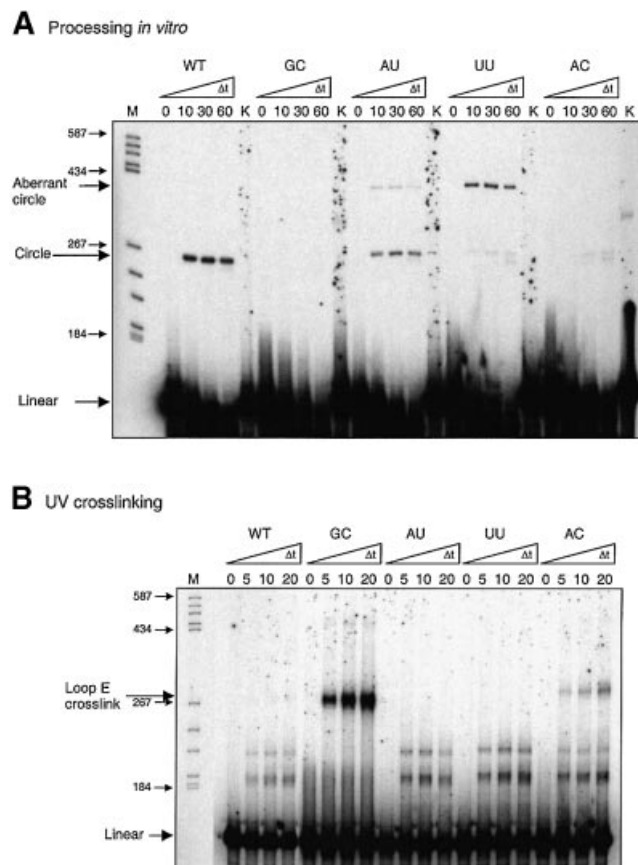 A Processing in vitro
WT GC AU UU AC
Δt Δt Δt Δt Δt
M 0 10 30 60 K 0 10 30 60 K 0 10 30 60 K 0 10 30 60 K 0 10 30 60 K
587
434
Aberrant
circle
267
Circle
184
Linear
B UV crosslinking
WT GC AU UU AC
Δt Δt Δt Δt Δt
M 0 5 10 20 0 5 10 20 0 5 10 20 0 5 10 20 0 5 10 20
587
434
Loop E
crosslink
267
184
Linear